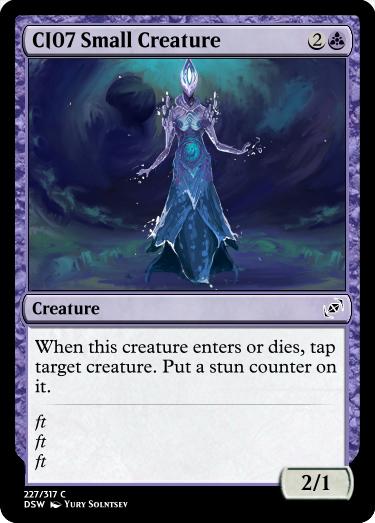 CI07 Small Creature 2
Creature
When this creature enters or dies, tap
target creature. Put a stun counter on
it.
ft
ft
ft
2/1
227/317 C
DSW Yury Solntsev